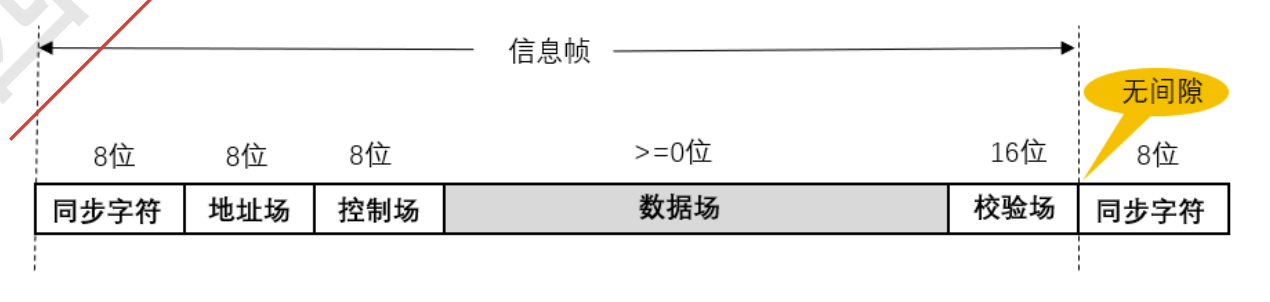 信息帧
无间隙
8位 8位 8位 >=0位 16位 8位
同步字符 地址场 控制场 数据场 校验场 同步字符